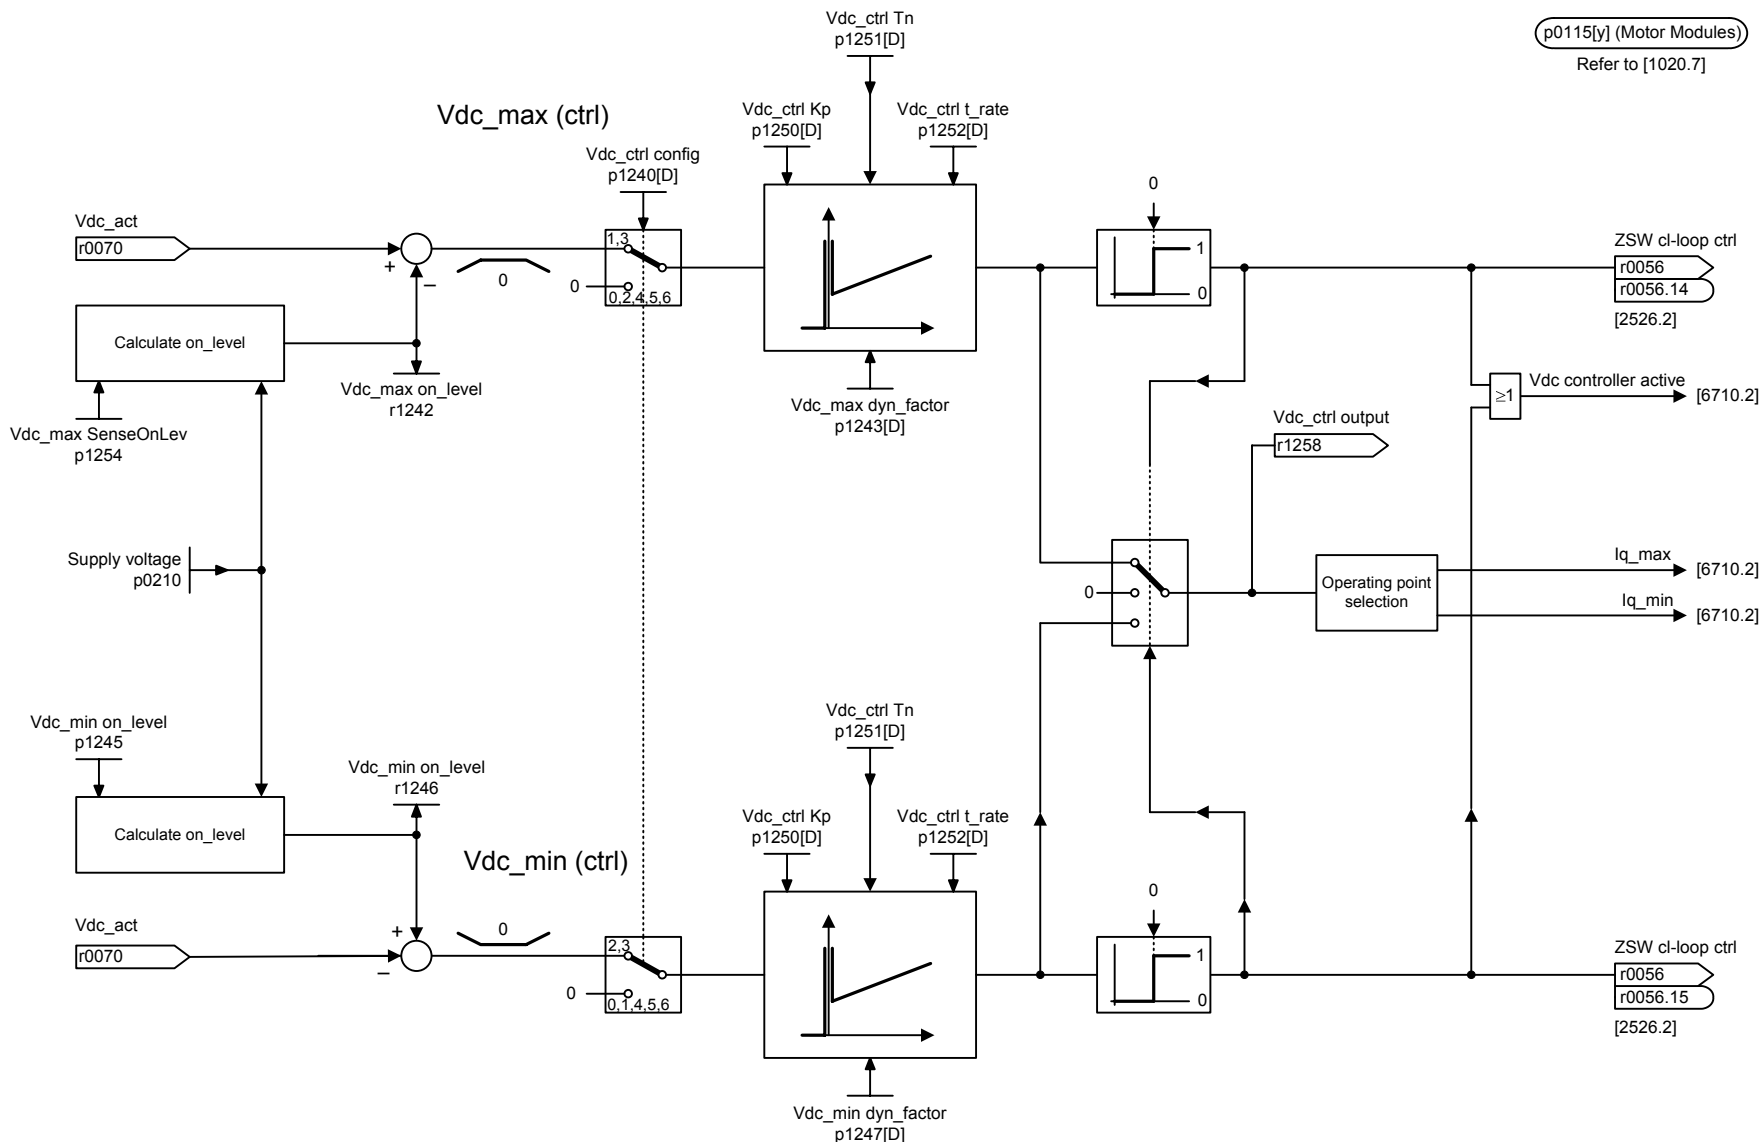 p0115[y] (Motor Modules)
Refer to [1020.7]
Vdc_ctrl Tn
p1251[D]
Vdc_max (ctrl)
Vdc_ctrl Kp
p1250[D]
Vdc_ctrl t_rate
p1252[D]
Vdc_ctrl config
p1240[D]
Vdc_act
r0070
+
–
0
1,3
0
0,2,4,5,6
0
1
0
ZSW cl-loop ctrl
r0056
r0056.14
[2526.2]
Calculate on_level
Vdc_max on_level
r1242
Vdc_max SenseOnLev
p1254
Vdc_max dyn_factor
p1243[D]
≥1
Vdc controller active
[6710.2]
Vdc_ctrl output
r1258
Supply voltage
p0210
0
Operating point
selection
Iq_max
[6710.2]
Iq_min
[6710.2]
Vdc_min on_level
p1245
Vdc_min on_level
r1246
Calculate on_level
Vdc_ctrl Tn
p1251[D]
Vdc_min (ctrl)
Vdc_ctrl Kp
p1250[D]
Vdc_ctrl t_rate
p1252[D]
Vdc_act
r0070
+
–
0
2,3
0
0,1,4,5,6
0
1
0
ZSW cl-loop ctrl
r0056
r0056.15
[2526.2]
Vdc_min dyn_factor
p1247[D]